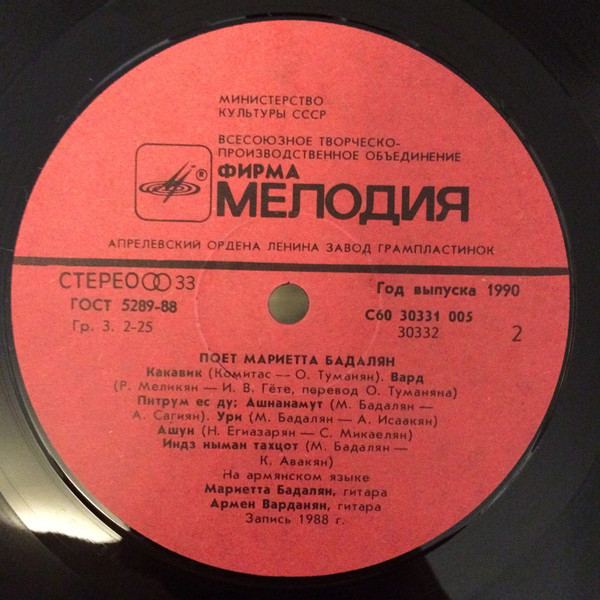 МИНИСТЕРСТВО
КУЛЬТУРЫ СССР
ВСЕСОЮЗНОЕ ТВОРЧЕСКО-
ПРОИЗВОДСТВЕННОЕ ОБЪЕДИНЕНИЕ
®
ФИРМА
МЕЛОДИЯ
АПРЕЛЕВСКИЙ ОРДЕНА ЛЕНИНА ЗАВОД ГРАМПЛАСТИНОК
СТЕРЕО 33
Год выпуска 1990
ГОСТ 5289-88
С60 30331 005
Гр. 3. 2-25
30332
2
ПОЕТ МАРИЕТТА БАДАЛЯН
Какавик (Комитас — О. Туманян). Вард
(Р. Меликян — И. В. Гёте, перевод О. Туманяна)
Питрум ес ду; Ашнанамут (М. Бадалян —
А. Сагиян). Ури (М. Бадалян — А. Исаакян)
Ашун (Н. Егиазарян — С. Микаелян)
Индз ныман тахцот (М. Бадалян —
К. Авакян)
На армянском языке
Мариетта Бадалян, гитара
Армен Варданян, гитара
Запись 1988 г.